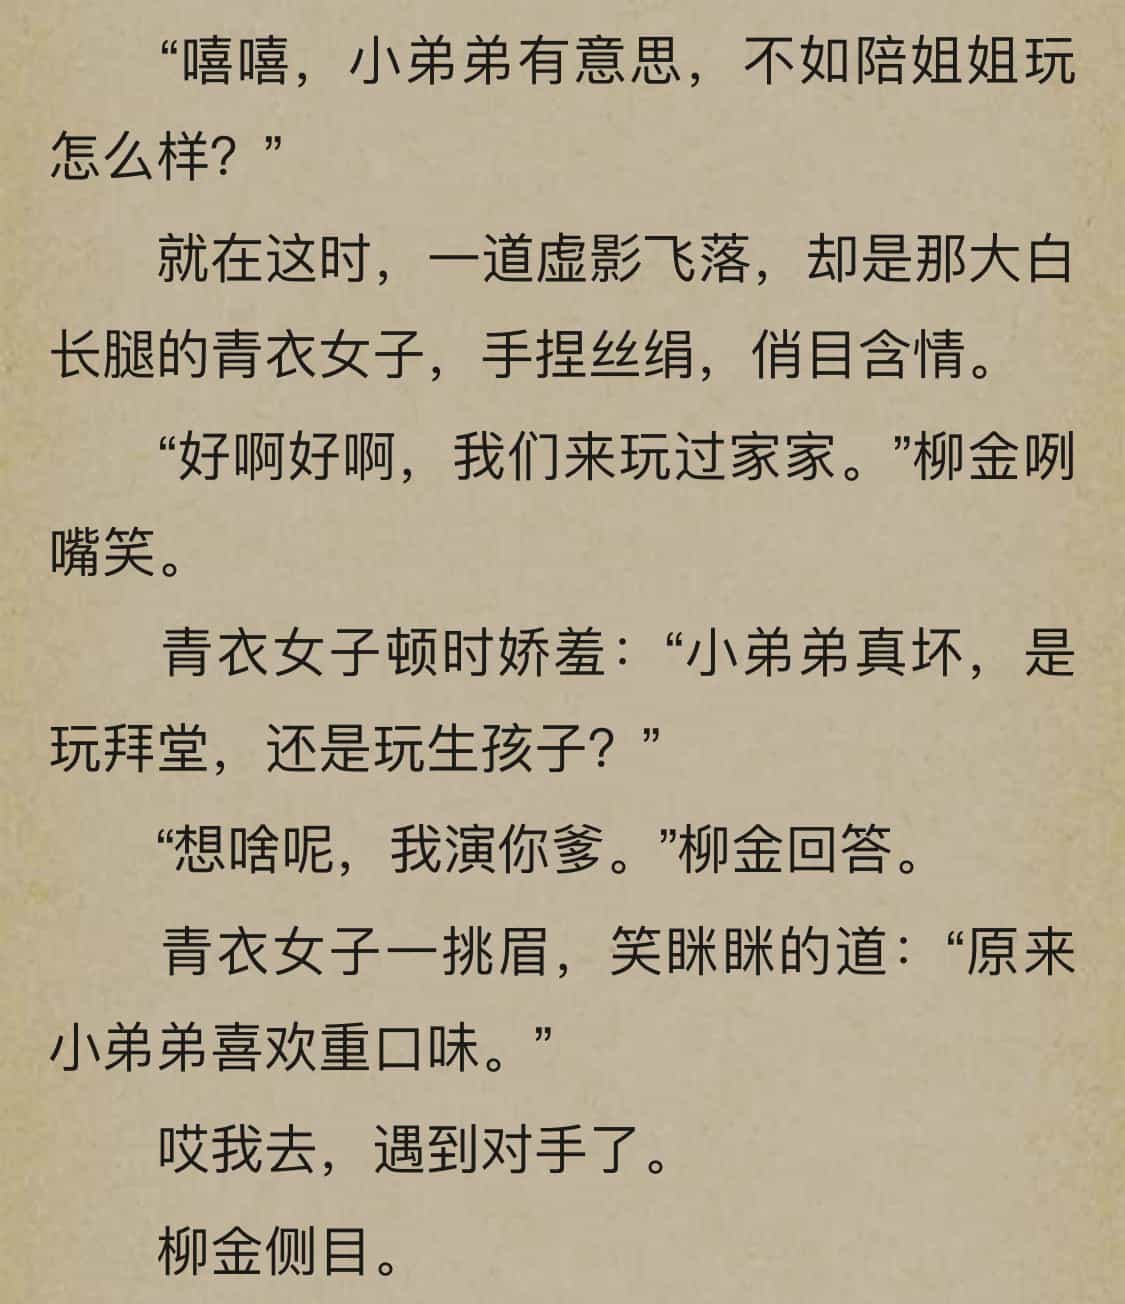 “嘻嘻，小弟弟有意思，不如陪姐姐玩
怎么样？”
就在这时，一道虚影飞落，却是那大白
长腿的青衣女子，手捏丝绢，俏目含情。
“好啊好啊，我们来玩过家家。”柳金咧
嘴笑。
青衣女子顿时娇羞：“小弟弟真坏，是
玩拜堂，还是玩生孩子？”
“想啥呢，我演你爹。”柳金回答。
青衣女子一挑眉，笑眯眯的道：“原来
小弟弟喜欢重口味。”
哎我去，遇到对手了。
柳金侧目。